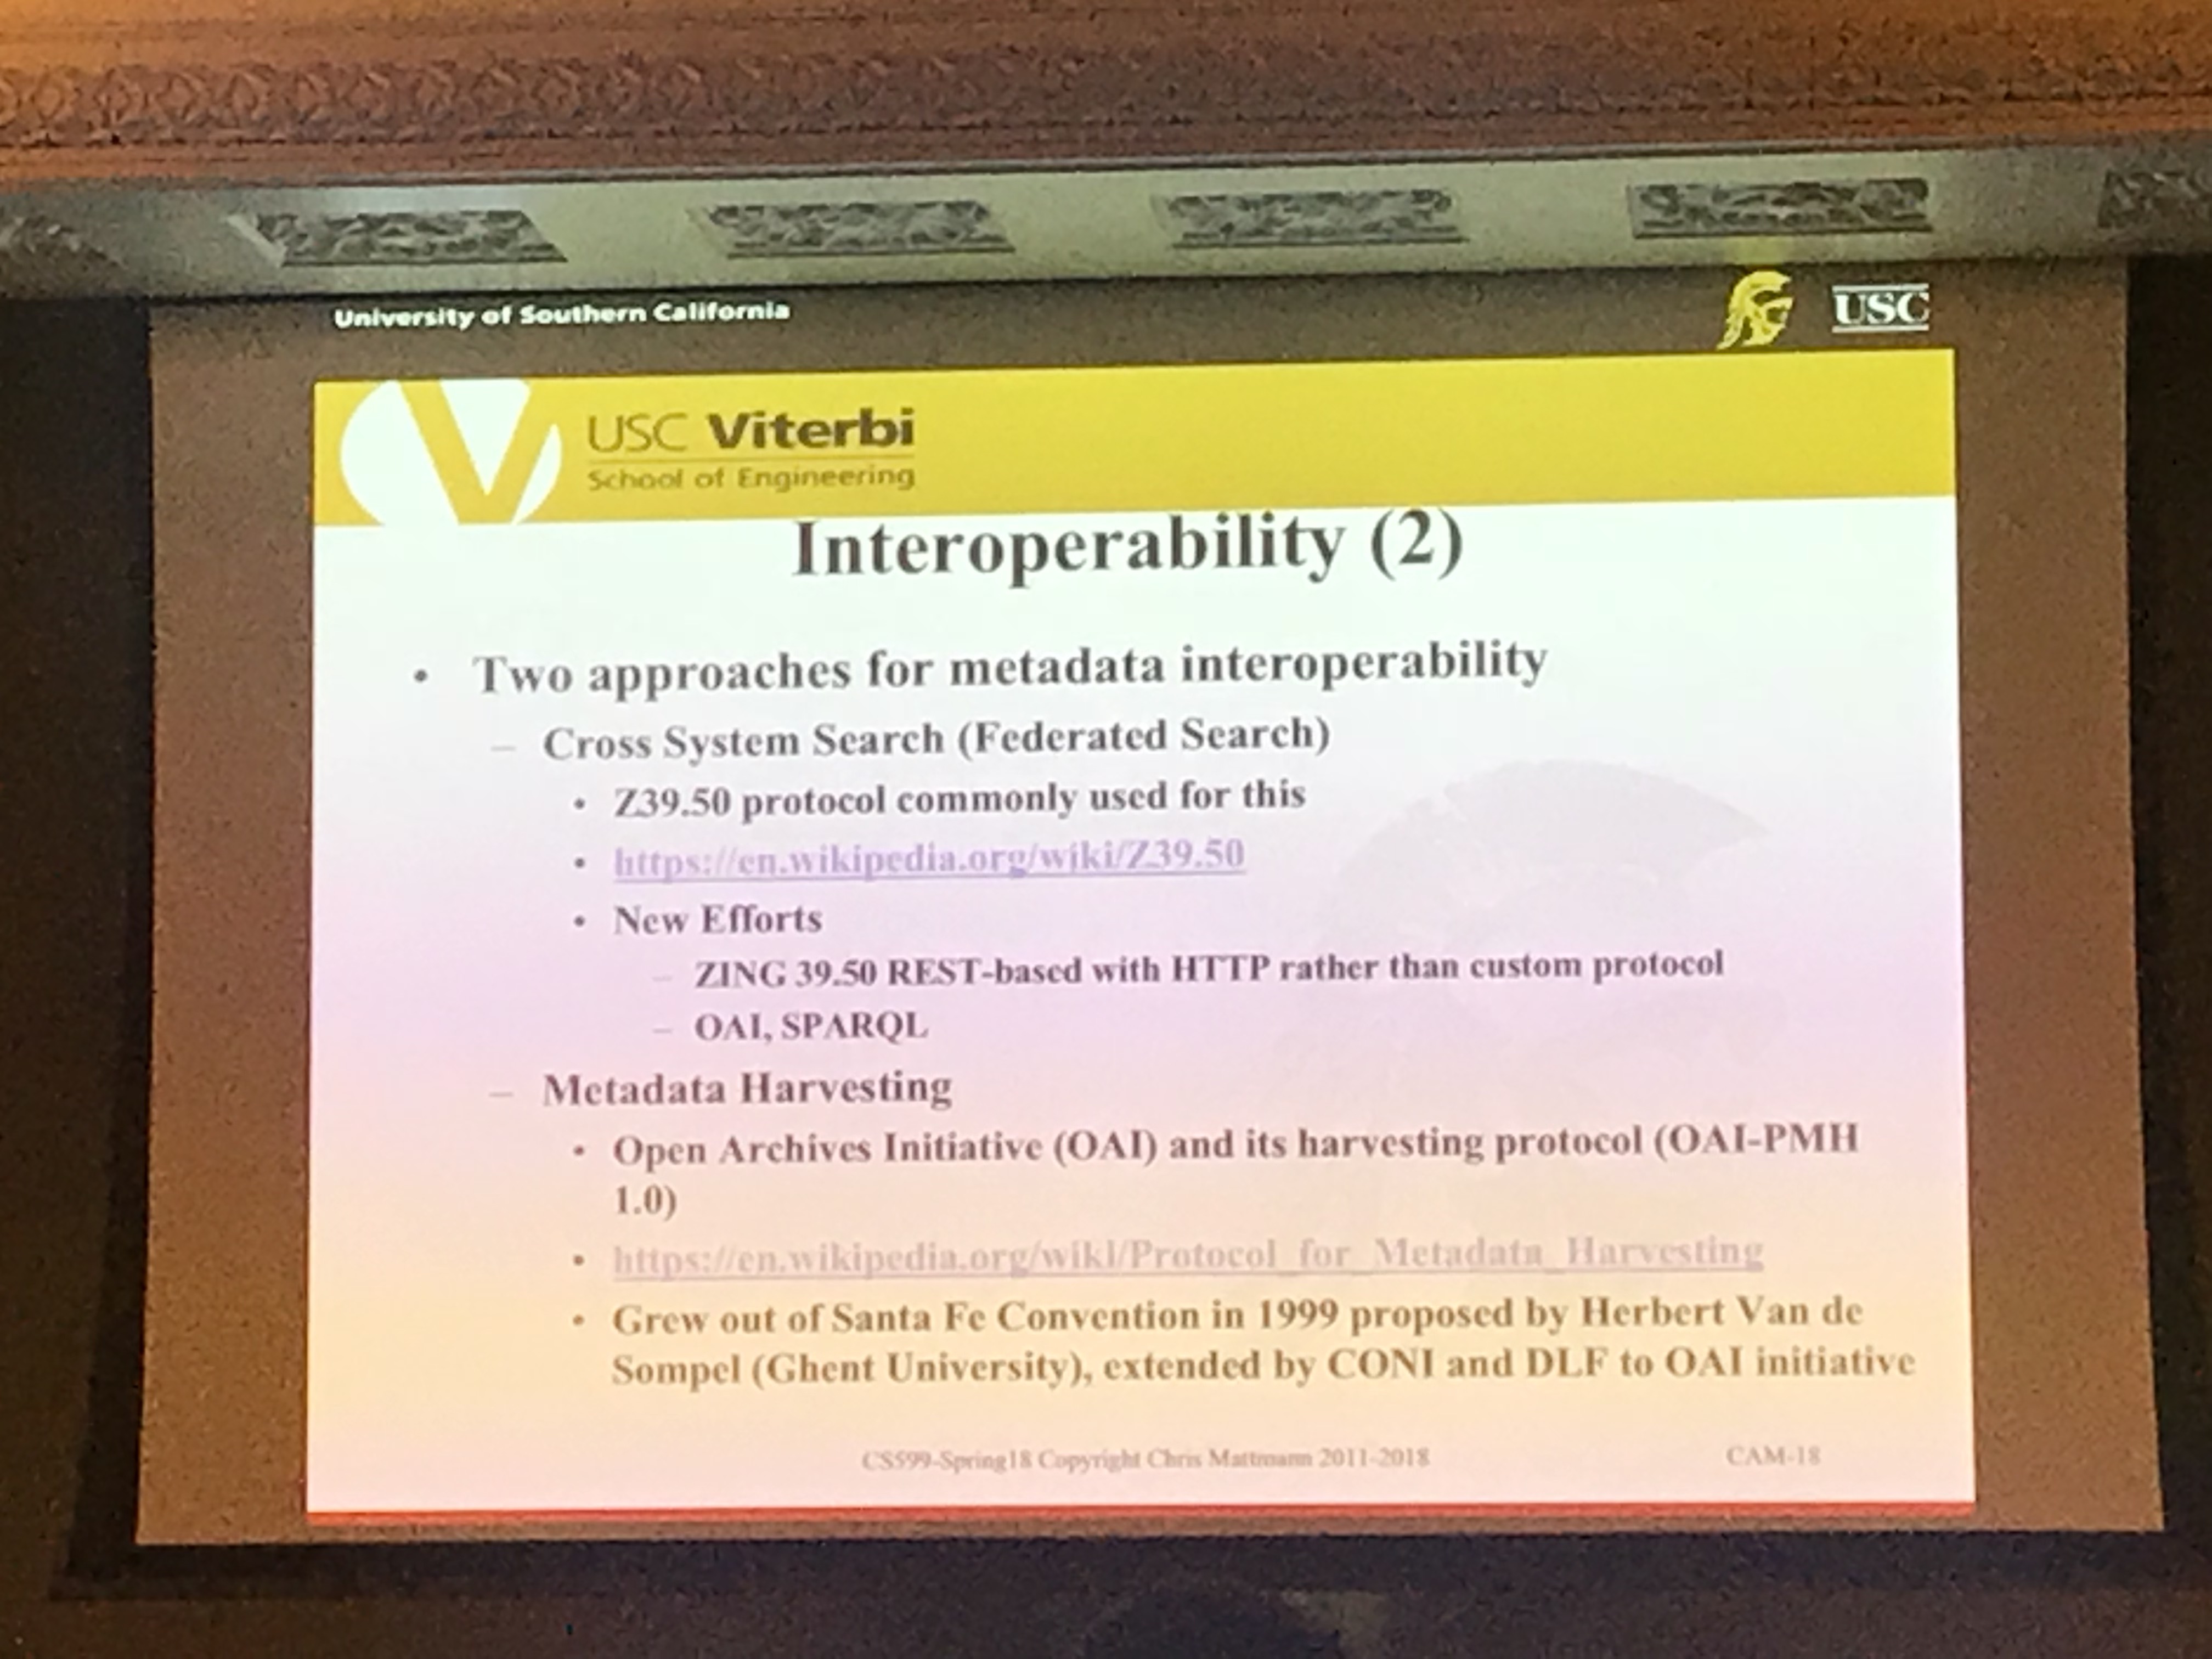 University of Southern California
USC
USC Viterbi
School of Engineering
Interoperability (2)
• Two approaches for metadata interoperability
– Cross System Search (Federated Search)
• Z39.50 protocol commonly used for this
• https://en.wikipedia.org/wiki/Z39.50
• New Efforts
– ZING 39.50 REST-based with HTTP rather than custom protocol
– OAI, SPARQL
– Metadata Harvesting
• Open Archives Initiative (OAI) and its harvesting protocol (OAI-PMH
1.0)
• https://en.wikipedia.org/wiki/Protocol_for_Metadata_Harvesting
• Grew out of Santa Fe Convention in 1999 proposed by Herbert Van de
Sompel (Ghent University), extended by CONI and DLF to OAI initiative
CS599-Spring18 Copyright Chris Mattmann 2011-2018
CAM-18